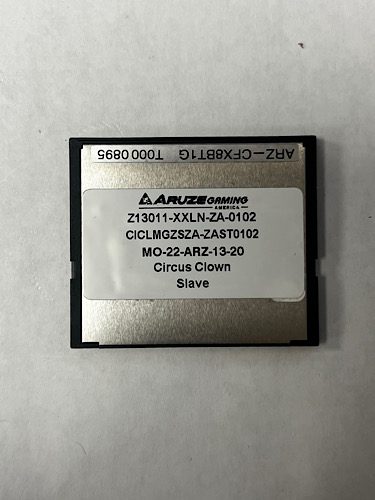 ARZ-CFX8BT1G T000 0895
ARUZE GAMING
AMERICA
Z13011-XXLN-ZA-0102
CICLMGZSZA-ZAST0102
MO-22-ARZ-13-20
Circus Clown
Slave